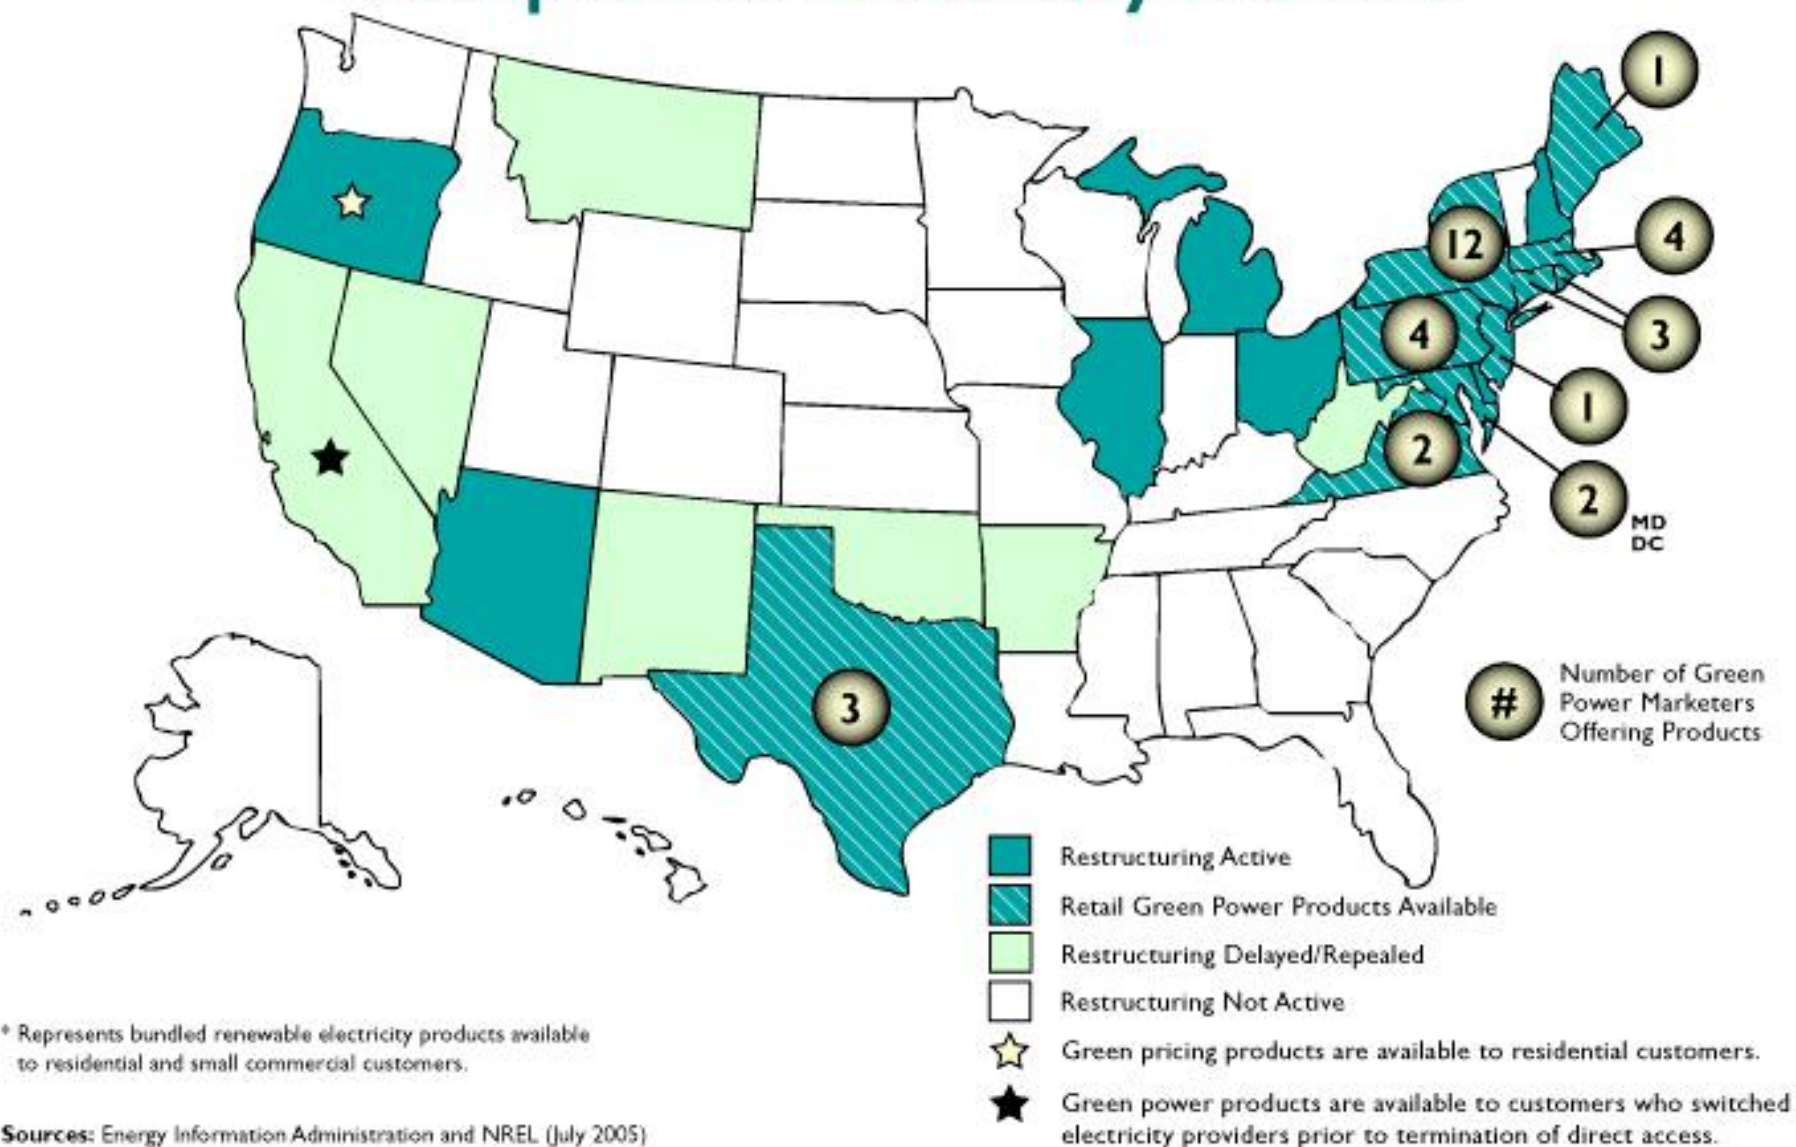 1
12
4
4
3
1
2
2
MD
DC
3
#
Number of Green
Power Marketers
Offering Products
Restructuring Active
Retail Green Power Products Available
Restructuring Delayed/Repealed
Restructuring Not Active
* Represents bundled renewable electricity products available
to residential and small commercial customers.
Green pricing products are available to residential customers.
Green power products are available to customers who switched
electricity providers prior to termination of direct access.
Sources: Energy Information Administration and NREL (July 2005)